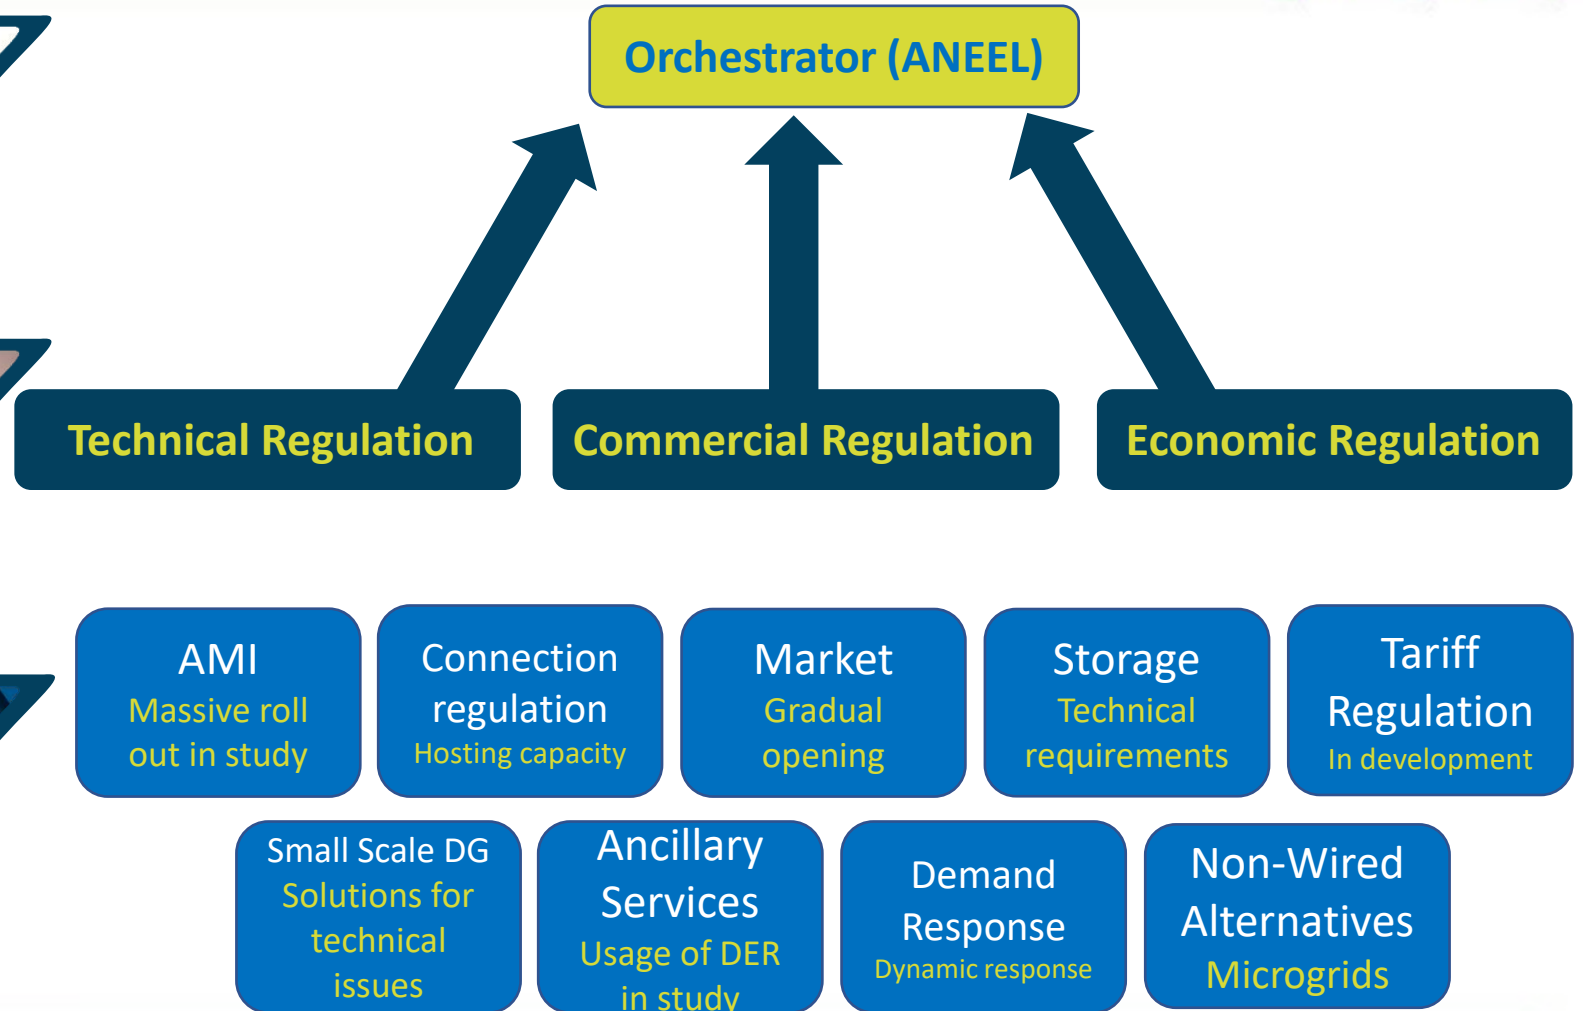 Orchestrator (ANEEL)
Technical Regulation
Commercial Regulation
Economic Regulation
AMI
Massive roll
out in study
Connection
regulation
Hosting capacity
Market
Gradual
opening
Storage
Technical
requirements
Tariff
Regulation
In development
Small Scale DG
Solutions for
technical
issues
Ancillary
Services
Usage of DER
in study
Demand
Response
Dynamic response
Non-Wired
Alternatives
Microgrids